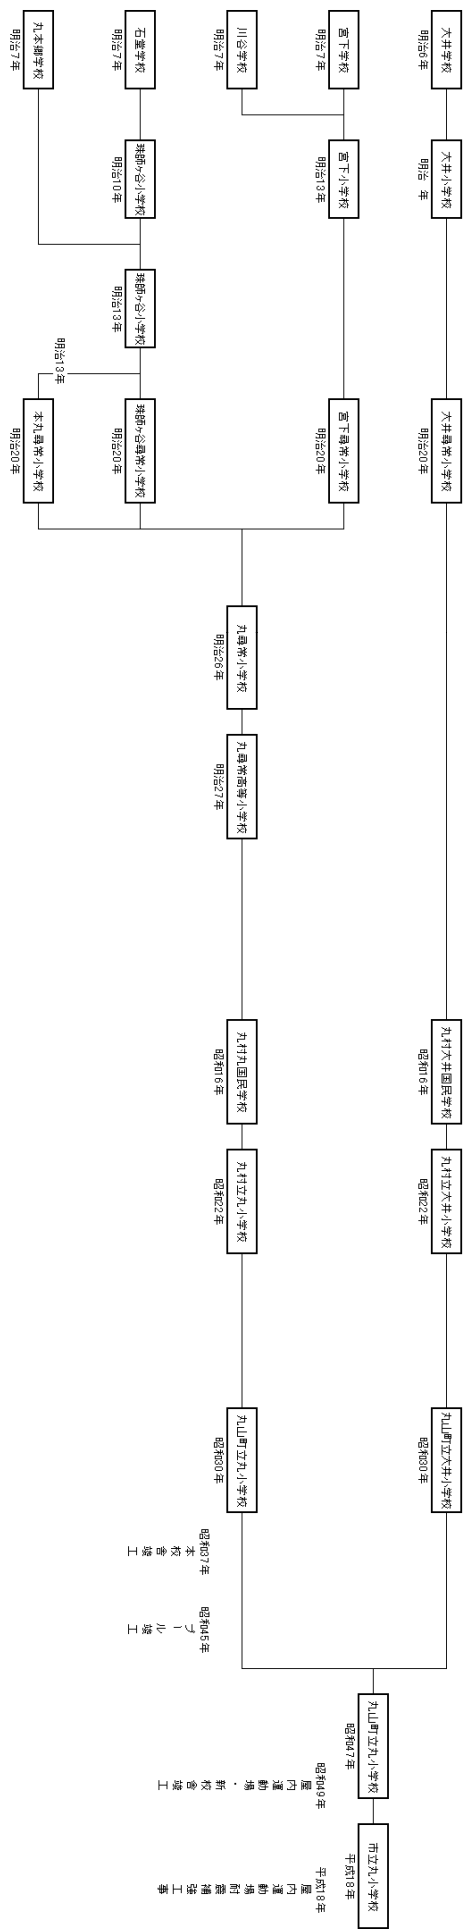 大井学校
明治6年
大井小学校
明治　年
大井尋常小学校
明治20年
丸村大井国民学校
昭和16年
丸村立大井小学校
昭和22年
丸山町立大井小学校
昭和30年
宮下学校
明治7年
川谷学校
明治7年
宮下小学校
明治13年
宮下尋常小学校
明治20年
石堂学校
明治7年
珠師ヶ谷小学校
明治10年
珠師ヶ谷小学校
明治13年
珠師ヶ谷尋常小学校
明治20年
丸本郷学校
明治7年
明治13年
本丸尋常小学校
明治20年
丸尋常小学校
明治26年
丸尋常高等小学校
明治27年
丸村丸国民学校
昭和16年
丸村立丸小学校
昭和22年
丸山町立丸小学校
昭和30年
昭和37年
本校舎竣工
昭和45年
プール竣工
丸山町立丸小学校
昭和47年
昭和49年
屋内運動場・新校舎竣工
市立丸小学校
平成18年
平成18年
屋内運動場耐震補強工事